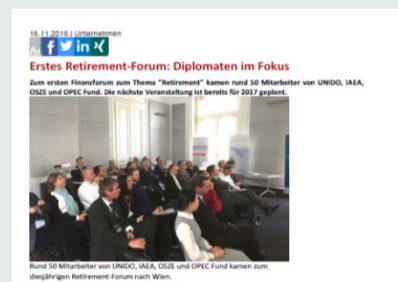 16.11.2016 | Unternehmen
Erstes Retirement-Forum: Diplomaten im Fokus
Zum ersten Finanzforum zum Thema "Retirement" kamen rund 50 Mitarbeiter von UNIDO, IAEA,
OSZE und OPEC Fund. Die nächste Veranstaltung ist bereits für 2017 geplant.
Rund 50 Mitarbeiter von UNIDO, IAEA, OSZE und OPEC Fund kamen zum
diesjährigen Retirement-Forum nach Wien.